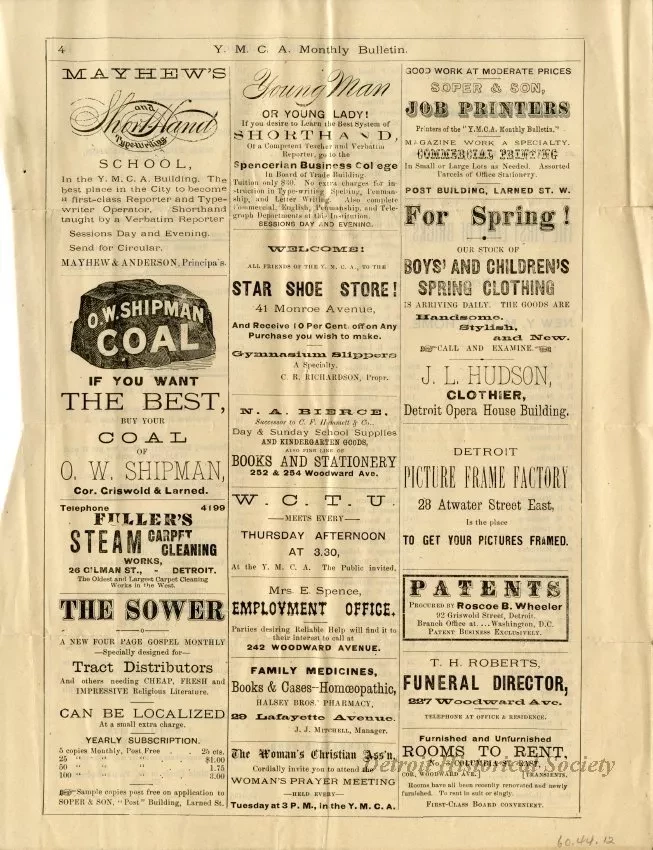 4
Y. M. C. A. Monthly Bulletin.
MAYHEW'S
Short-Hand
and
Type-writing
SCHOOL,
In the Y. M. C. A. Building. The
best place in the City to become
a first-class Reporter and Type-
writer Operator. Shorthand
taught by a Verbatim Reporter
Sessions Day and Evening.
Send for Circular.
MAYHEW & ANDERSON, Principa's.
O. W. SHIPMAN
COAL
IF YOU WANT
THE BEST,
BUY YOUR
COAL
OF
O. W. SHIPMAN,
Cor. Griswold & Larned.
Telephone 4199
FULLER'S
STEAM CARPET
CLEANING
WORKS,
DETROIT.
The Oldest and Largest Carpet Cleaning
Works in the West.
THE SOWER
A NEW FOUR PAGE GOSPEL MONTHLY
—Specially designed for—
Tract Distributors
And others needing CHEAP, FRESH and
IMPRESSIVE Religious Literature.
CAN BE LOCALIZED
At a small extra charge.
YEARLY SUBSCRIPTION.
5 copies Monthly, Post Free - 25 cts.
25 " " " - $1.00
50 " " " - 1.75
100 " " " - 3.00
Sample copies post free on application to
SOPER & SON, "Post" Building, Larned St.
Young Man
OR YOUNG LADY!
If you desire to Learn the Best System of
SHORTHAND,
Of a Competent Teacher and Verbatim
Reporter, go to the
Spencerian Business College
In Board of Trade Building
Tuition only $30. No extra charges for in-
struction in Type-writing, Spelling, Penman-
ship, and Letter Writing. Also complete
Commercial, English, Penmanship, and Tele-
graph Departments at this Institution.
SESSIONS DAY AND EVENING.
WELCOME!
ALL FRIENDS OF THE Y. M. C. A., TO THE
STAR SHOE STORE!
41 Monroe Avenue,
And Receive 10 Per Cent. off on Any
Purchase you wish to make.
Gymnasium Slippers
A Specialty.
C. R. RICHARDSON, Propr.
N. A. BIERCE,
Successor to C. F. Hammett & Co.,
Day & Sunday School Supplies
AND KINDERGARTEN GOODS,
ALSO FINE LINE OF
BOOKS AND STATIONERY
252 & 254 Woodward Ave.
W. C. T. U.
—MEETS EVERY—
THURSDAY AFTERNOON
AT 3.30,
At the Y. M. C. A. The Public invited.
Mrs. E. Spence,
EMPLOYMENT OFFICE.
Parties desiring Reliable Help will find it to
their interest to call at
242 WOODWARD AVENUE.
FAMILY MEDICINES,
Books & Cases–Homœopathic,
HALSEY BROS.' PHARMACY,
29 Lafayette Avenue.
J. J. MITCHELL, Manager.
The Woman's Christian Ass'n,
Cordially invite you to attend the
WOMAN'S PRAYER MEETING
—HELD EVERY—
Tuesday at 3 P. M., in the Y. M. C. A.
GOOD WORK AT MODERATE PRICES
SOPER & SON,
JOB PRINTERS
Printers of the "Y.M.C.A. Monthly Bulletin."
MAGAZINE WORK A SPECIALTY.
COMMERCIAL PRINTING
In Small or Large Lots as Needed. Assorted
Parcels of Office Stationery.
POST BUILDING, LARNED ST. W.
For Spring!
OUR STOCK OF
BOYS' AND CHILDREN'S
SPRING CLOTHING
IS ARRIVING DAILY. THE GOODS ARE
Handsome,
Stylish,
and New.
"CALL AND EXAMINE."
J. L. HUDSON,
CLOTHIER,
Detroit Opera House Building.
DETROIT
PICTURE FRAME FACTORY
28 Atwater Street East,
Is the place
TO GET YOUR PICTURES FRAMED.
PATENTS
PROCURED BY Roscoe B. Wheeler
92 Griswold Street, Detroit.
Branch Office at....Washington, D.C.
PATENT BUSINESS EXCLUSIVELY.
T. H. ROBERTS,
FUNERAL DIRECTOR,
227 Woodward Ave.
TELEPHONE AT OFFICE & RESIDENCE.
Furnished and Unfurnished
ROOMS TO RENT,
COLUMBIA ST. EAST,
COR. WOODWARD AVE.] [TRANSIENTS.
Rooms have all been recently renovated and newly
furnished. To rent in suit or singly.
FIRST-CLASS BOARD CONVENIENT.
Detroit Historical Society
60.44.12